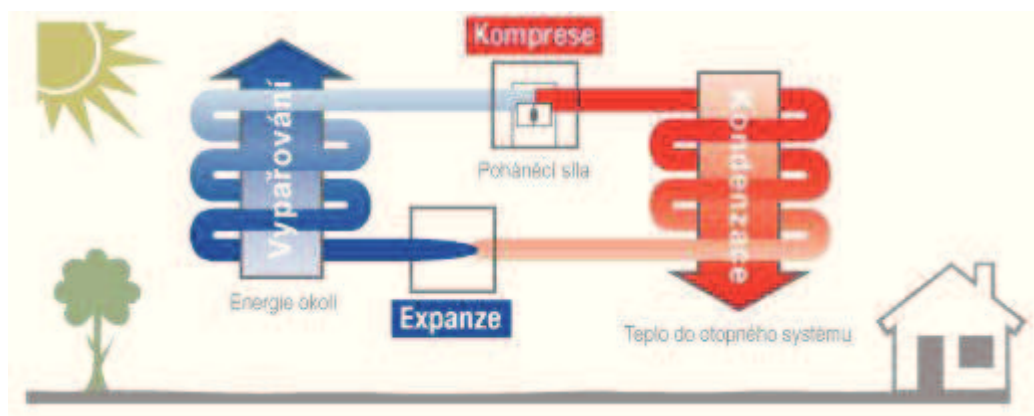 Komprese
Vypařování
Kondenzace
Poháněcí síla
Energie okolí
Expanze
Teplo do otopného systému